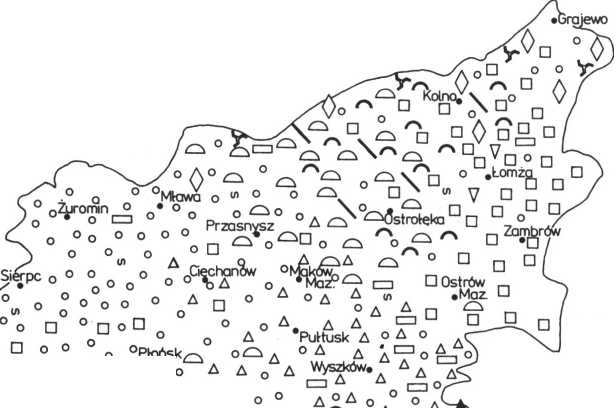 Grajewo
Kolno
Łomża
Mława
Żuromin
Ostrołęka
Przasnysz
Zambrów
Sierpc
Ciechanów
Maków
Maz.
Ostrów
Maz.
Pułtusk
Płońsk
Wyszków